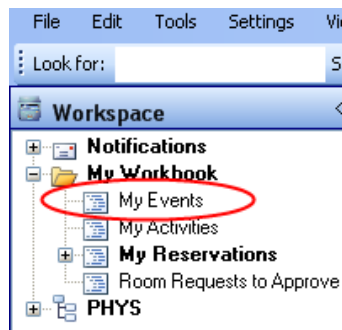 File Edit Tools Settings Vi
Look for: S
Workspace
Notifications
My Workbook
My Events
My Activities
My Reservations
Room Requests to Approve
PHYS